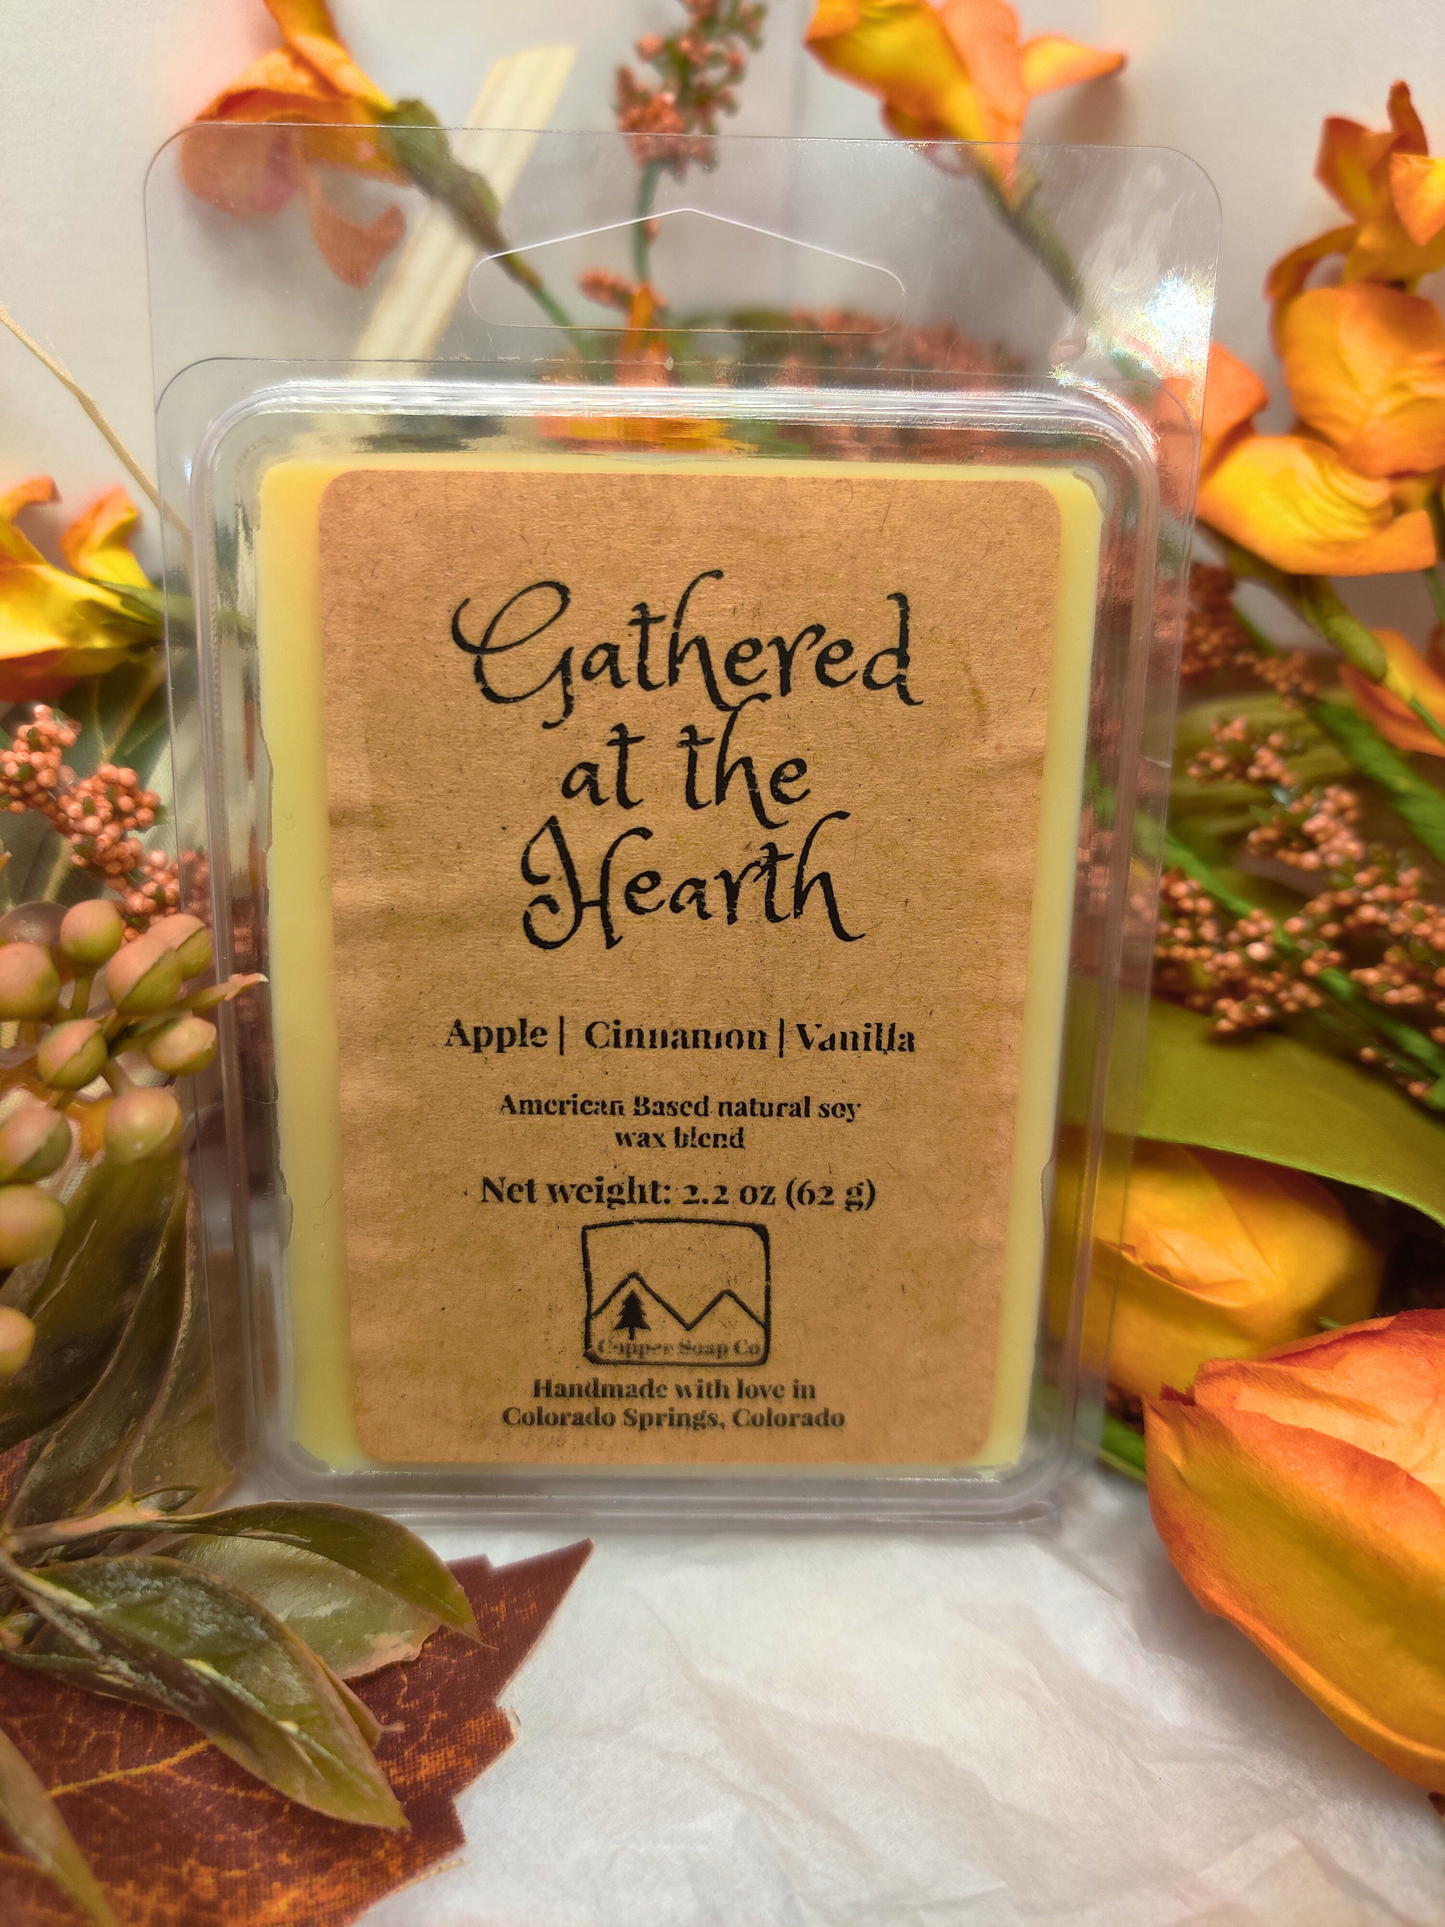 Gathered
at the
Hearth
Apple | Cinnamon | Vanilla
American Based natural soy
wax blend
Net weight: 2.2 oz (62 g)
Copper Soap Co
Handmade with love in
Colorado Springs, Colorado